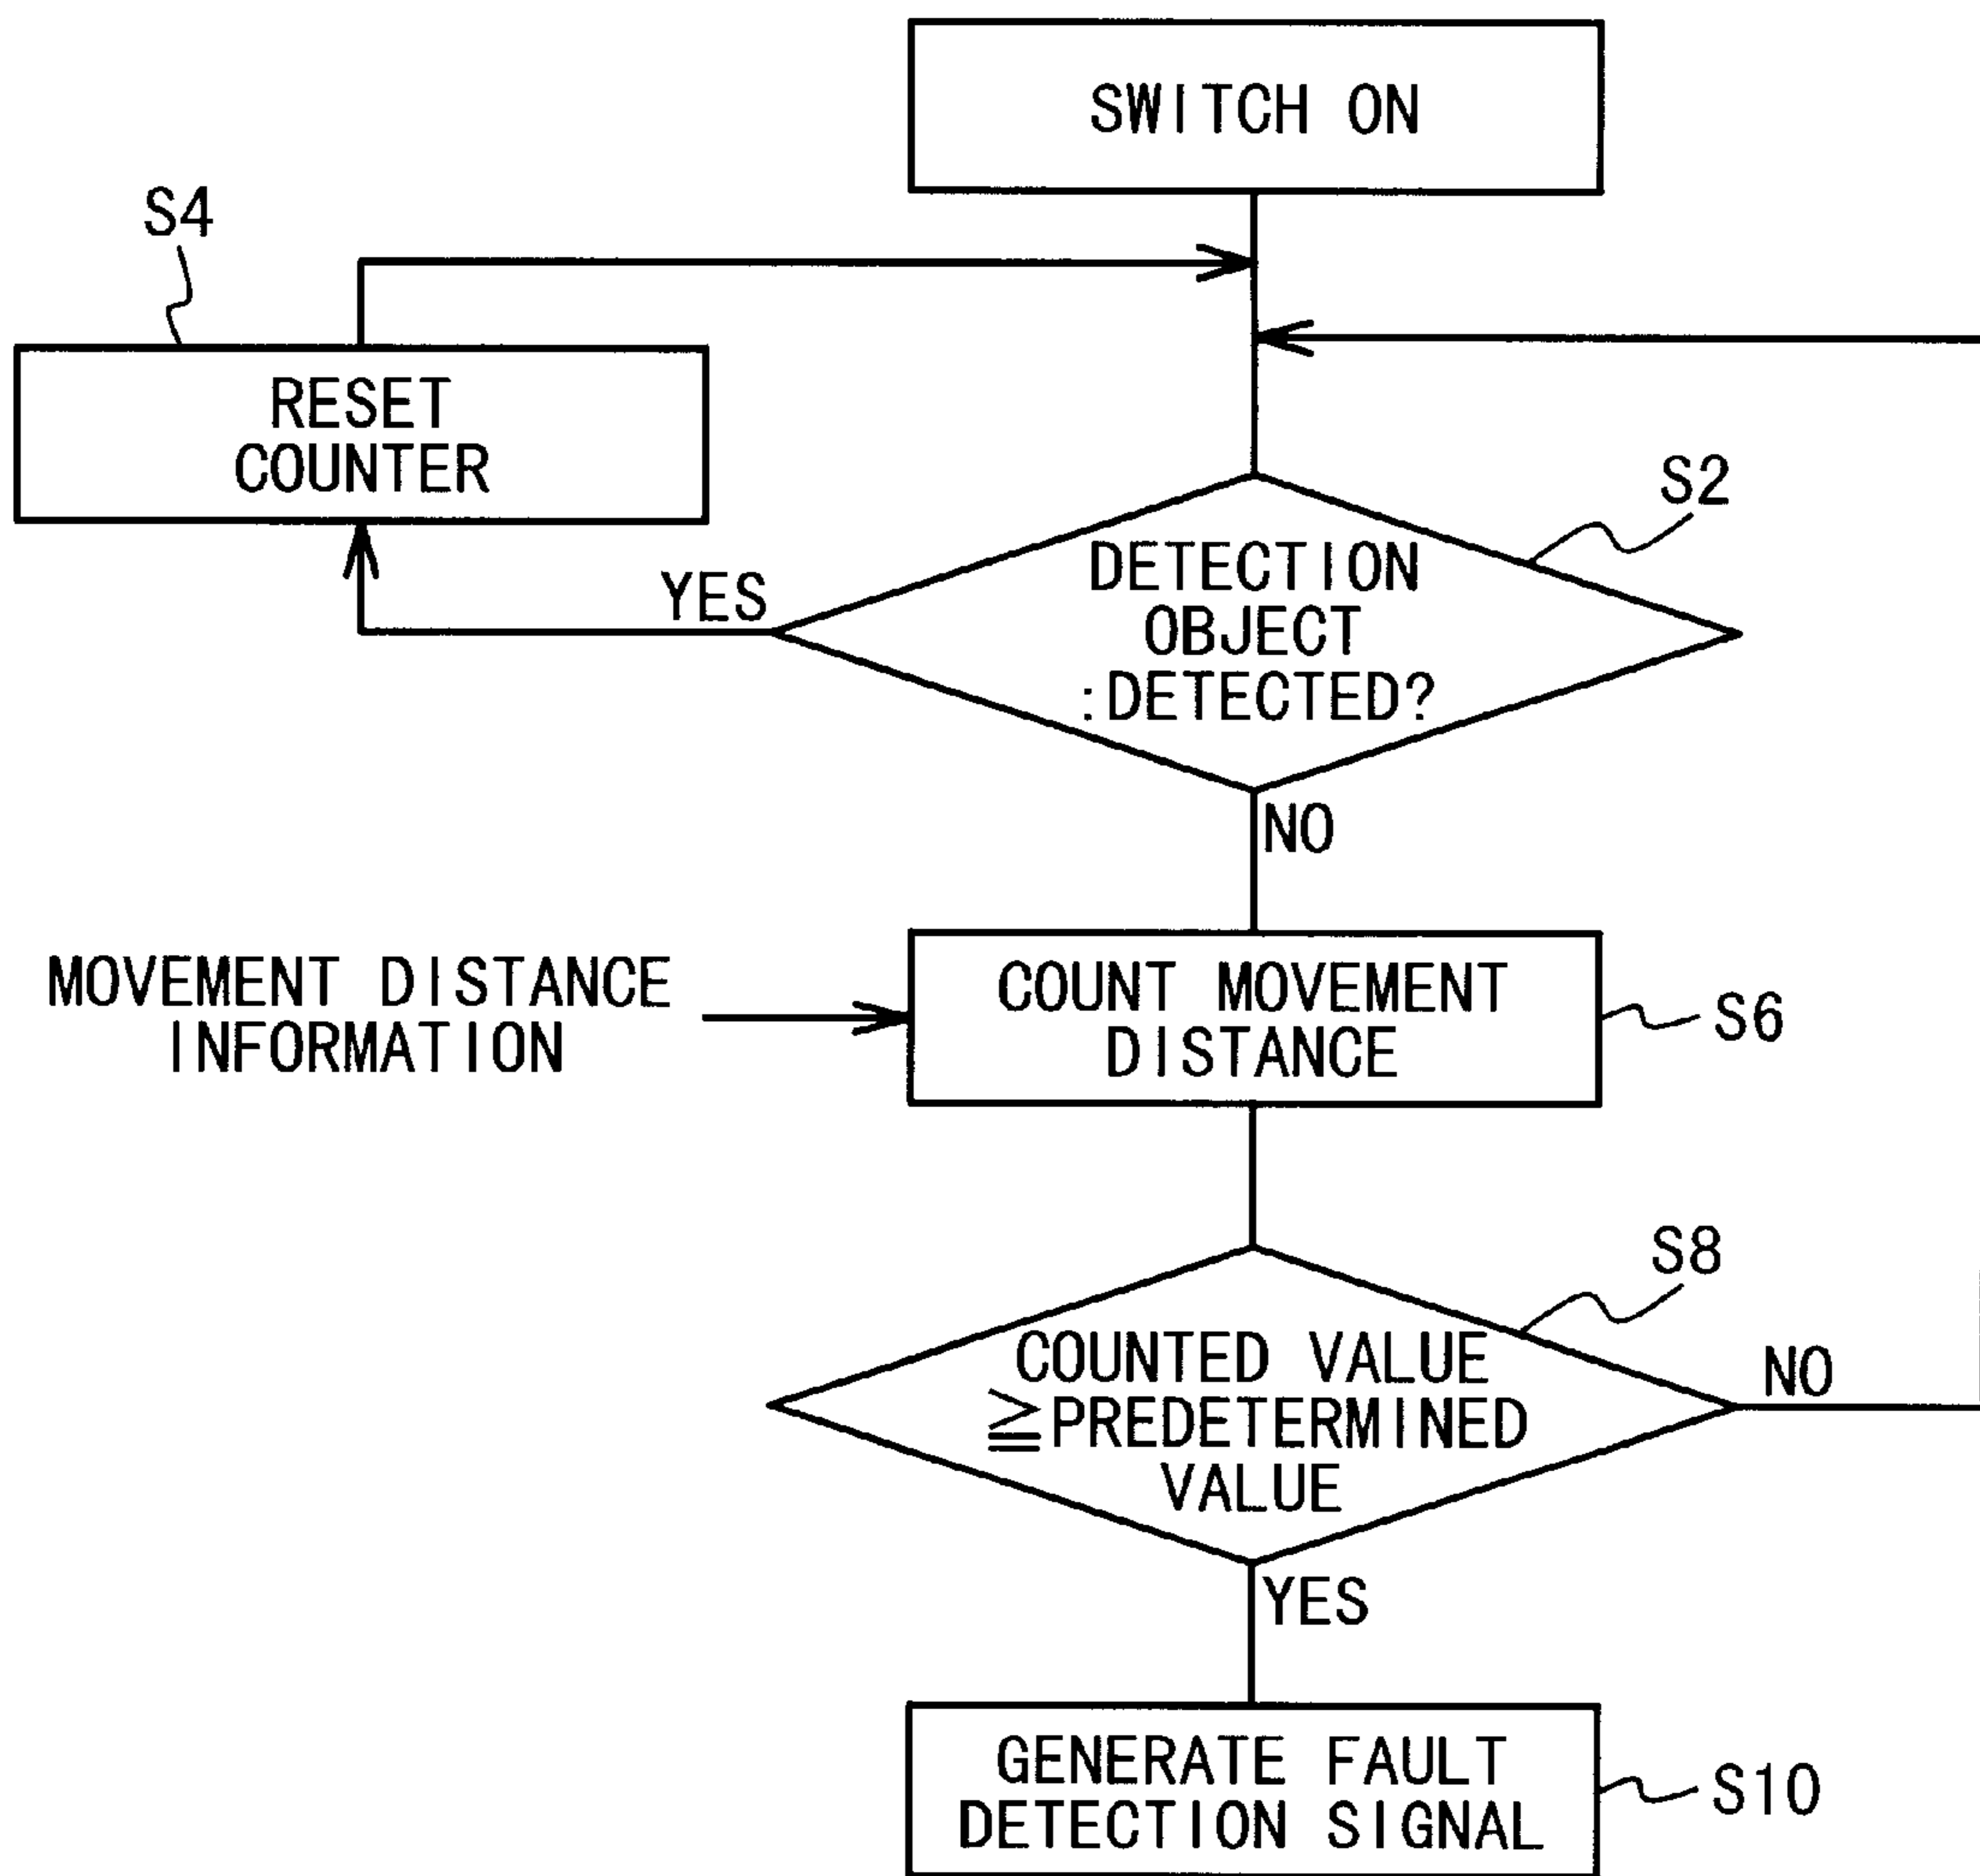 SWITCH ON
S4
RESET
COUNTER
S2
DETECTION
OBJECT
:DETECTED?
YES
NO
MOVEMENT DISTANCE
INFORMATION
COUNT MOVEMENT
DISTANCE
S6
S8
COUNTED VALUE
≧PREDETERMINED
VALUE
NO
YES
GENERATE FAULT
DETECTION SIGNAL
S10